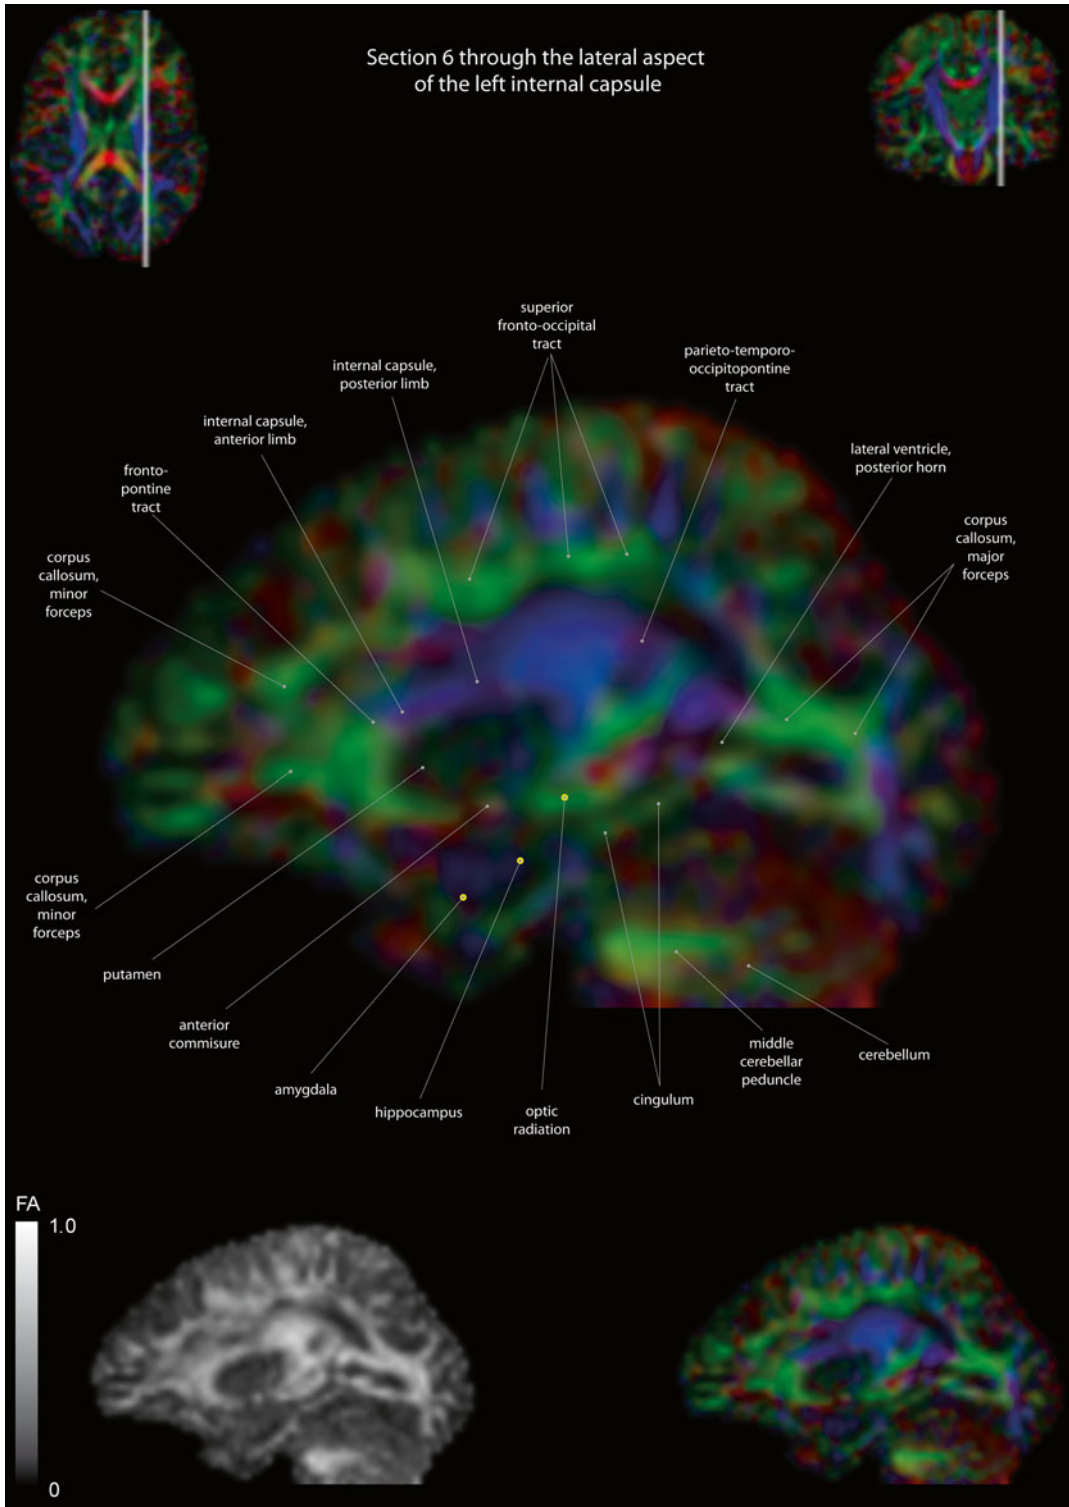 Section 6 through the lateral aspect
of the left internal capsule
superior
fronto-occipital
tract
parieto-temporo-
occipitopontine
tract
internal capsule,
posterior limb
internal capsule,
anterior limb
lateral ventricle,
posterior horn
fronto-
pontine
tract
corpus
callosum,
major
forceps
corpus
callosum,
minor
forceps
corpus
callosum,
minor
forceps
putamen
anterior
commisure
amygdala
hippocampus
optic
radiation
cingulum
middle
cerebellar
peduncle
cerebellum
FA
1.0
0